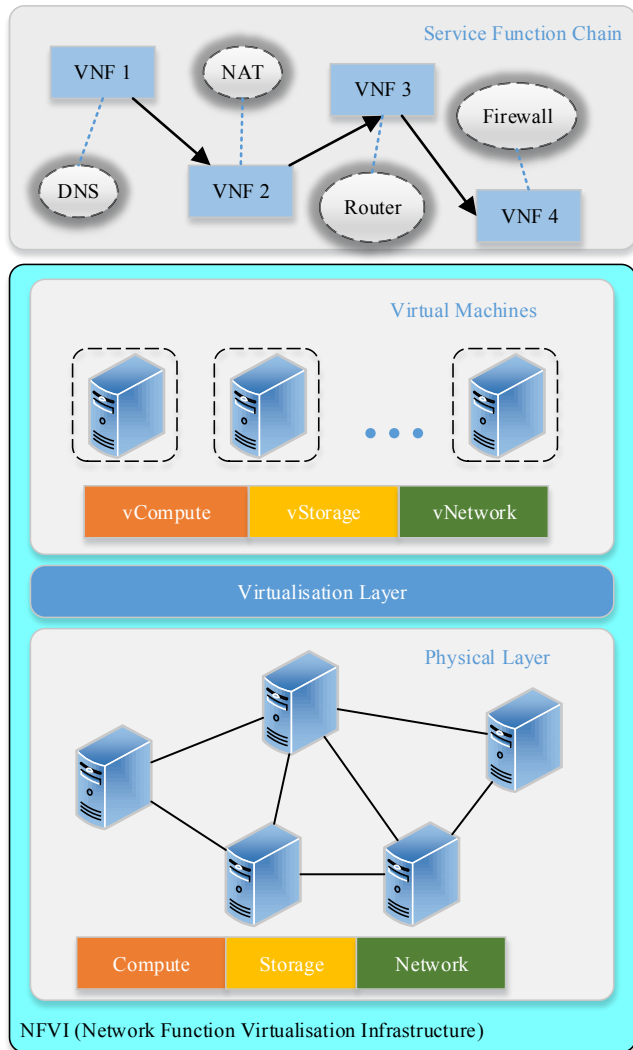 Service Function Chain
VNF 1
NAT
VNF 3
Firewall
DNS
VNF 2
Router
VNF 4
Virtual Machines
vCompute
vStorage
vNetwork
Virtualisation Layer
Physical Layer
Compute
Storage
Network
NFVI (Network Function Virtualisation Infrastructure)